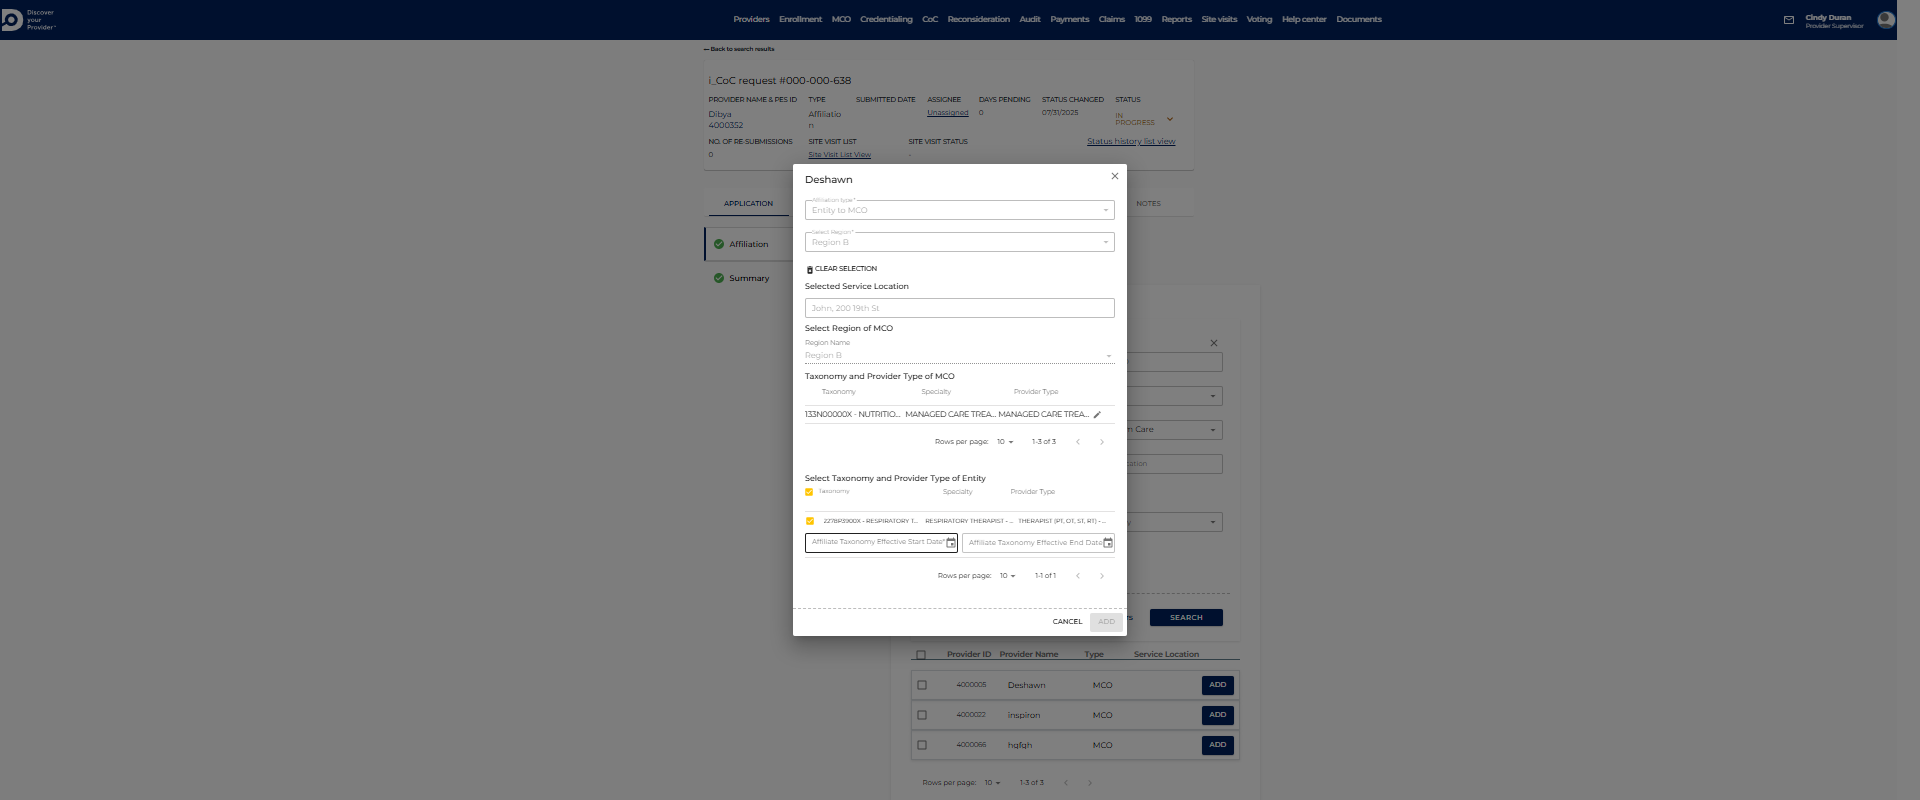 Discover
your
Provider
Providers Enrollment MCO Credentialing CoC Reconsideration Audit Payments Claims 1099 Reports Site visits Voting Help center Documents
Cindy Duran
Provider Supervisor
Back to search results
i_CoC request #000-000-638
PROVIDER NAME & PES ID TYPE SUBMITTED DATE ASSIGNEE DAYS PENDING STATUS CHANGED STATUS
Dibya Affiliatio Unassigned 0 07/31/2025 IN
4000352 n PROGRESS
NO. OF RE-SUBMISSIONS SITE VISIT LIST SITE VISIT STATUS Status history list view
0 Site Visit List View -
APPLICATION NOTES
Affiliation
Summary
Deshawn
Affiliation type *
Entity to MCO
Select Region *
Region B
CLEAR SELECTION
Selected Service Location
John, 200 19th St
Select Region of MCO
Region Name
Region B
Taxonomy and Provider Type of MCO
Taxonomy Specialty Provider Type
133N00000X - NUTRITIO... MANAGED CARE TREA... MANAGED CARE TREA...
Rows per page: 10 1-3 of 3
Select Taxonomy and Provider Type of Entity
Taxonomy Specialty Provider Type
2278P3900X - RESPIRATORY T... RESPIRATORY THERAPIST - ... THERAPIST (PT, OT, ST, RT) - ...
Affiliate Taxonomy Effective Start Date* Affiliate Taxonomy Effective End Date
Rows per page: 10 1-1 of 1
CANCEL ADD
Care
SEARCH
Provider ID Provider Name Type Service Location
4000005 Deshawn MCO ADD
4000022 inspiron MCO ADD
4000066 hgfgh MCO ADD
Rows per page: 10 1-3 of 3